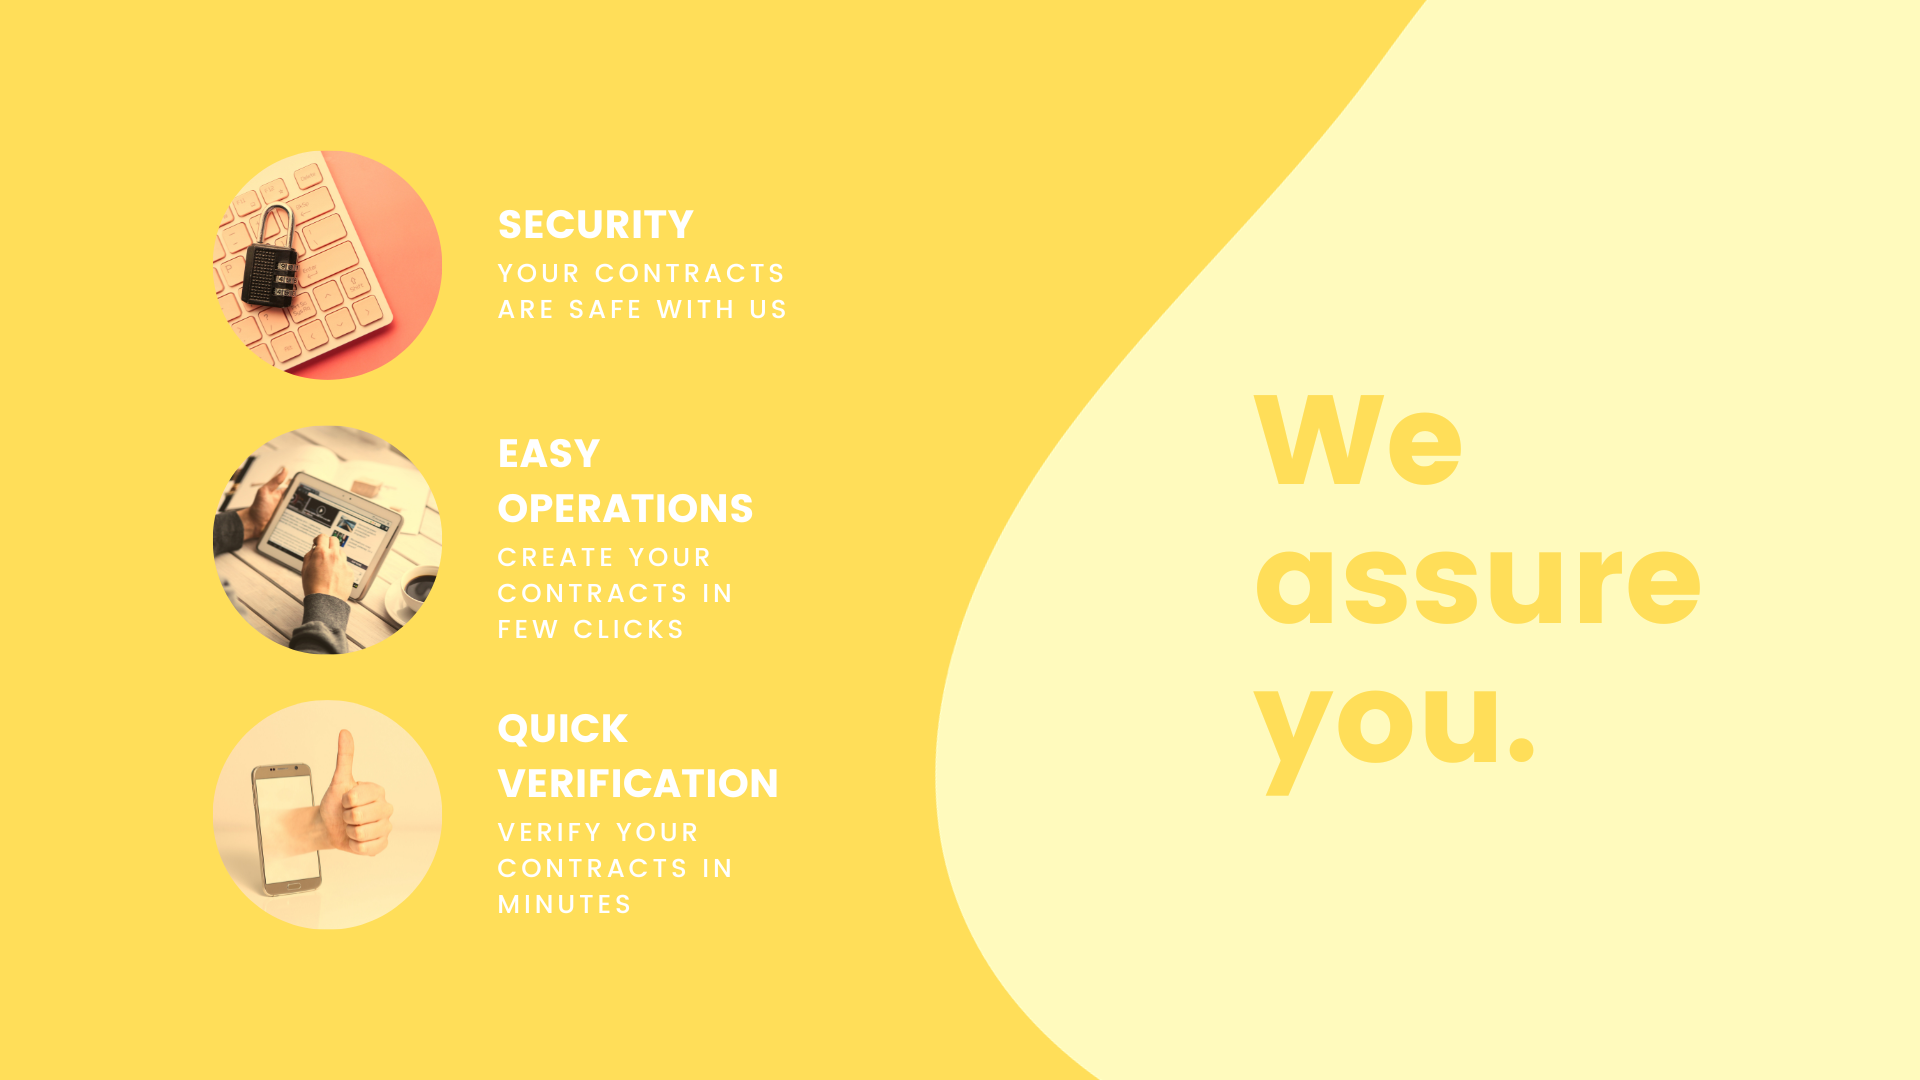 SECURITY
YOUR CONTRACTS
ARE SAFE WITH US
EASY
OPERATIONS
CREATE YOUR
CONTRACTS IN
FEW CLICKS
QUICK
VERIFICATION
VERIFY YOUR
CONTRACTS IN
MINUTES
We
assure
you.